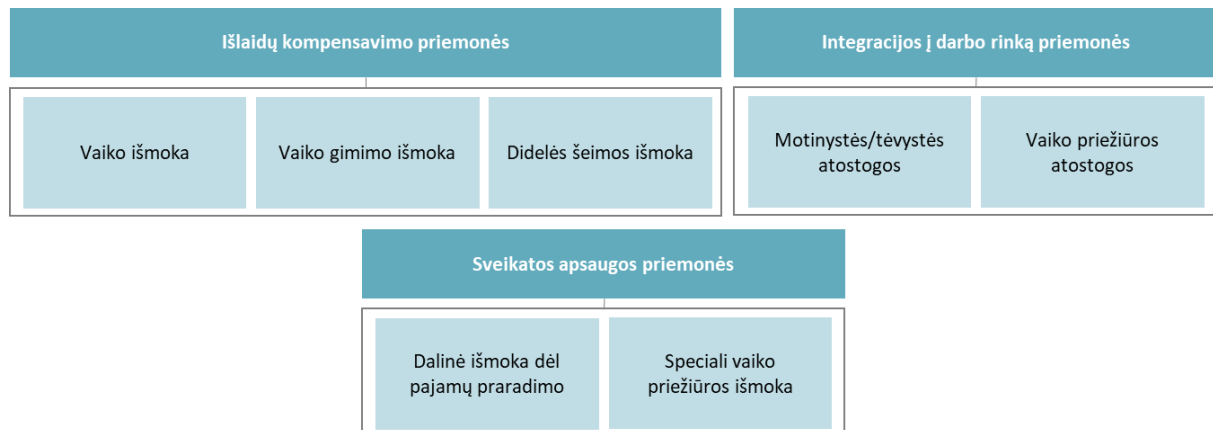 Išlaidų kompensavimo priemonės
Integracijos į darbo rinką priemonės
Vaiko išmoka
Vaiko gimimo išmoka
Didelės šeimos išmoka
Motinystės/tėvystės
atostogos
Vaiko priežiūros
atostogos
Sveikatos apsaugos priemonės
Dalinė išmoka dėl
pajamų praradimo
Speciali vaiko
priežiūros išmoka